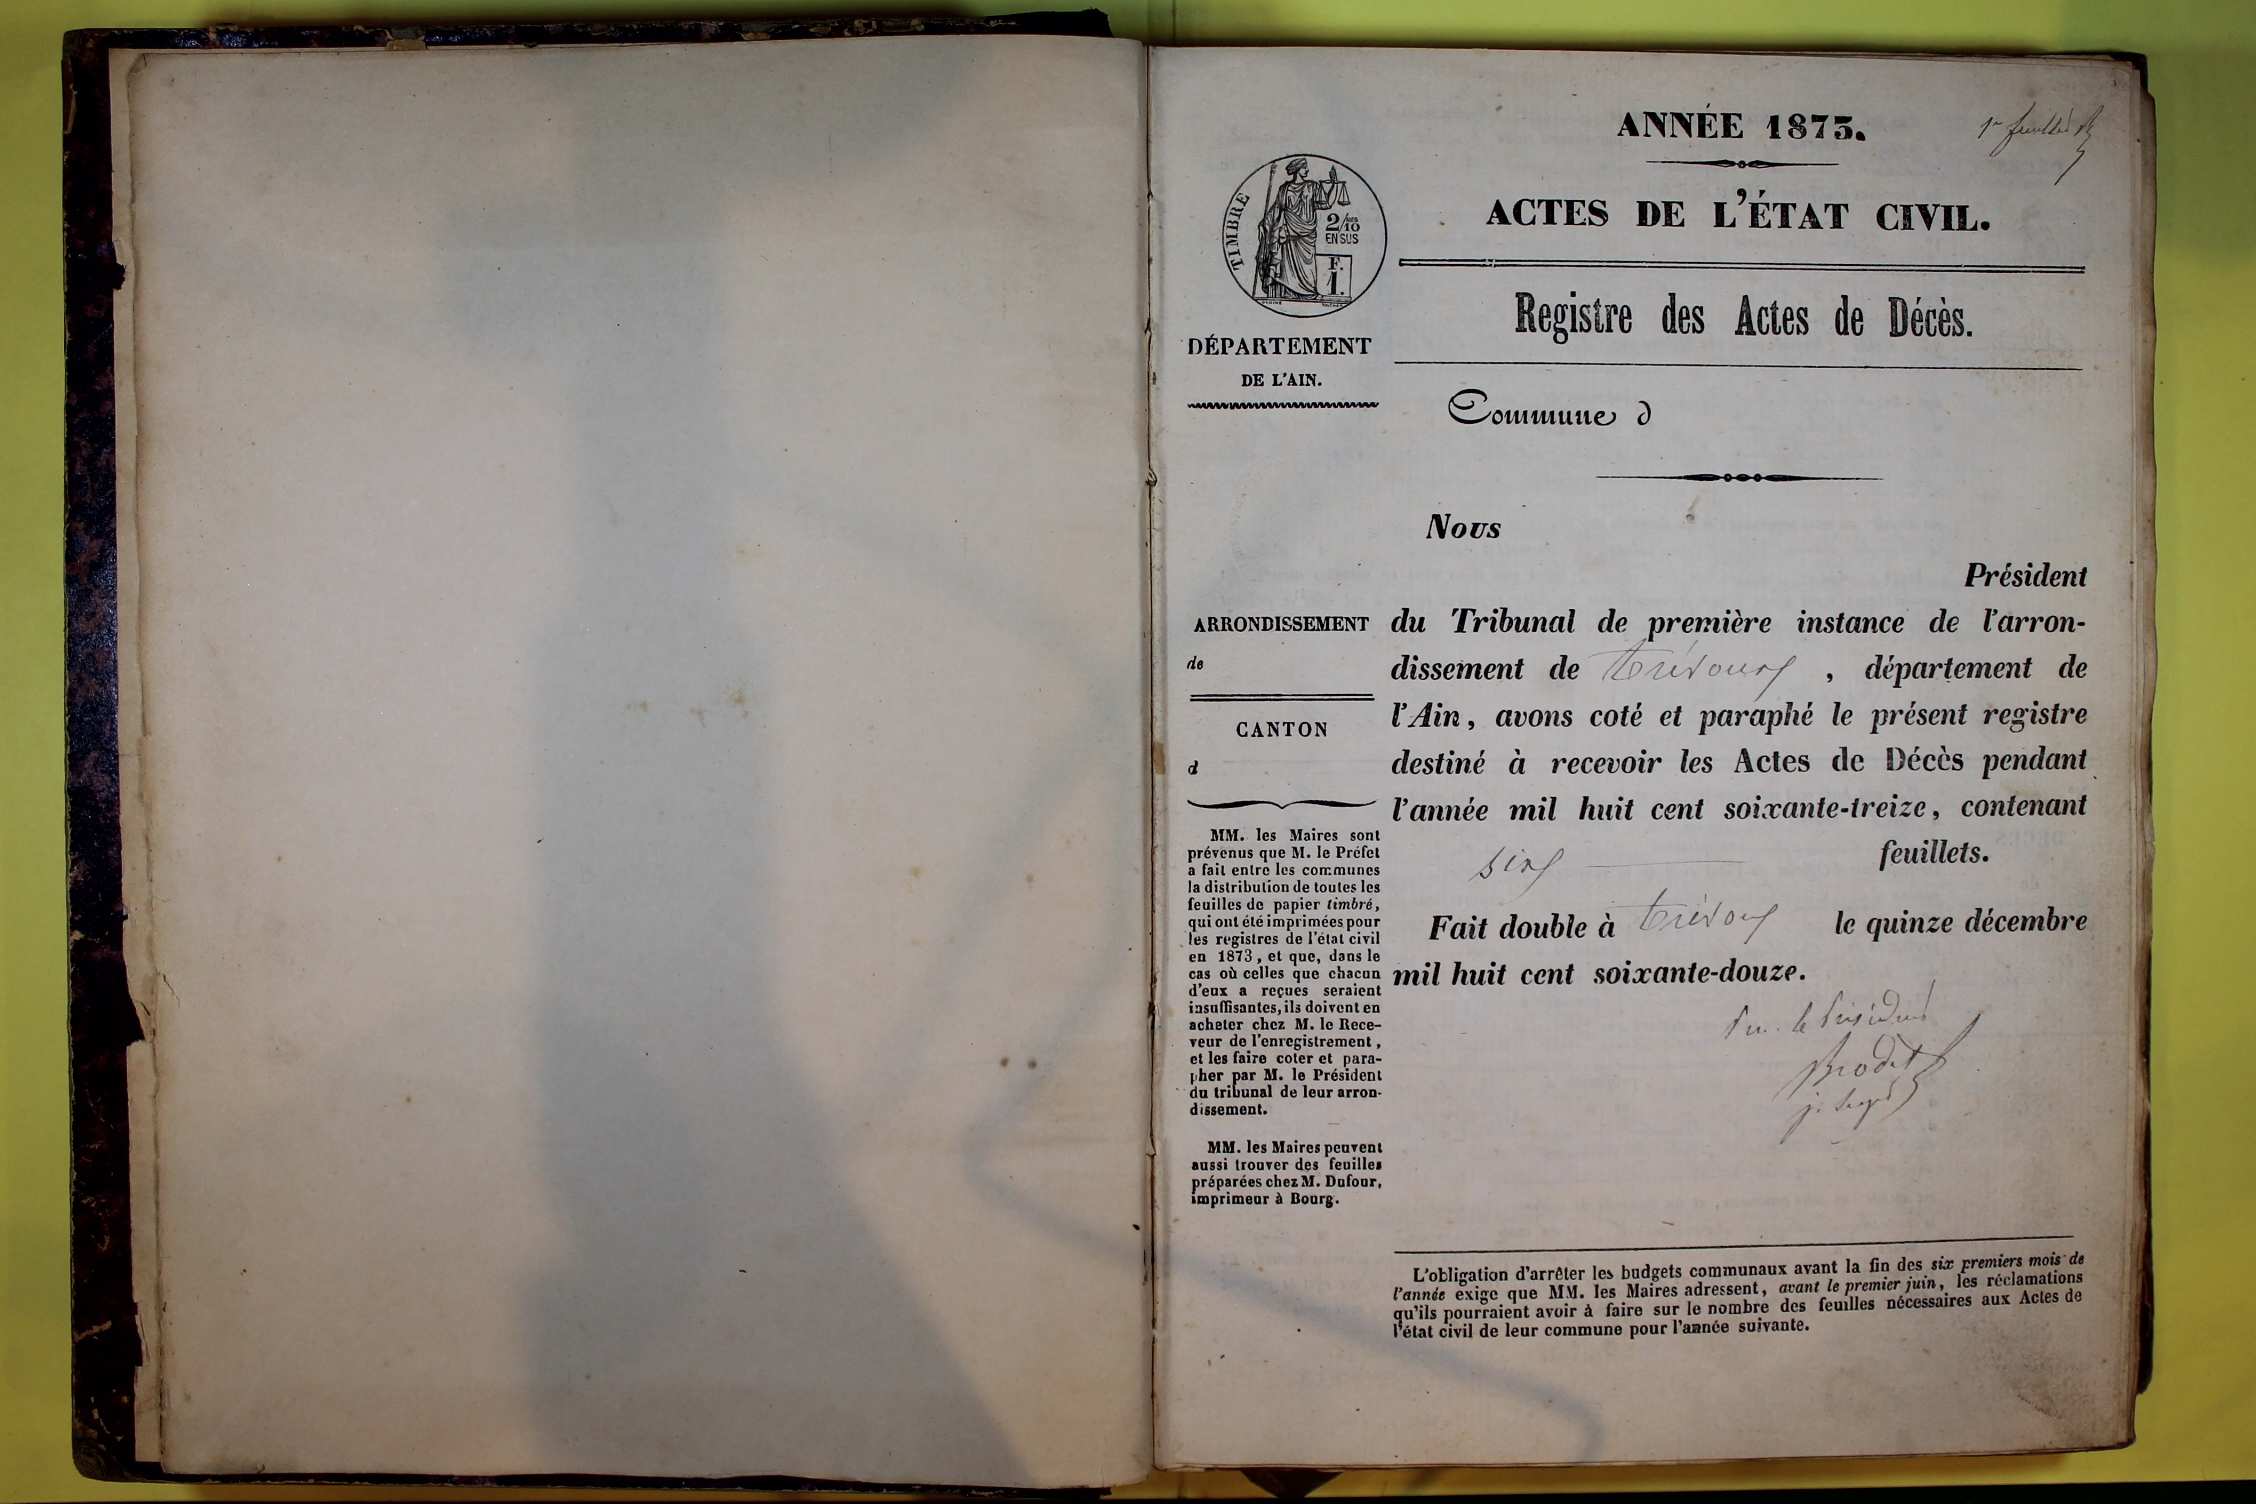 ANNÉE 1873.
1er feuillet
ACTES DE L'ÉTAT CIVIL.
TIMBRE
2/10 EN SUS
F. 1.
Registre des Actes de Décès.
DÉPARTEMENT
DE L'AIN.
Commune d
Nous
Président
ARRONDISSEMENT
de
CANTON
d
du Tribunal de première instance de l'arron-
dissement de Trévoux, département de
l'Ain, avons coté et paraphé le présent registre
destiné à recevoir les Actes de Décès pendant
l'année mil huit cent soixante-treize, contenant
six feuillets.
Fait double à Trévoux le quinze décembre
mil huit cent soixante-douze.
le Président
Brodet
MM. les Maires sont
prévenus que M. le Préfet
a fait entre les communes
la distribution de toutes les
feuilles de papier timbré,
qui ont été imprimées pour
les registres de l'état civil
en 1873, et que, dans le
cas où celles que chacun
d'eux a reçues seraient
insuffisantes, ils doivent en
acheter chez M. le Rece-
veur de l'enregistrement,
et les faire coter et para-
pher par M. le Président
du tribunal de leur arron-
dissement.
MM. les Maires peuvent
aussi trouver des feuilles
préparées chez M. Dufour,
imprimeur à Bourg.
L'obligation d'arrêter les budgets communaux avant la fin des six premiers mois de
l'année exige que MM. les Maires adressent, avant le premier juin, les réclamations
qu'ils pourraient avoir à faire sur le nombre des feuilles nécessaires aux Actes de
l'état civil de leur commune pour l'année suivante.